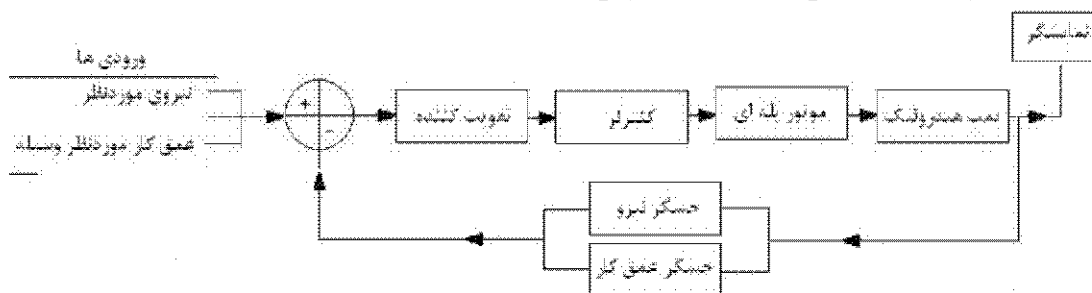 نمایشگر
ورودی ها
نیروی موردنظر
عمق کار موردنظر وسیله
+
-
تقویت کننده
کنترلر
موتور پله ای
پمپ هیدرولیک
حسگر نیرو
حسگر عمق کار